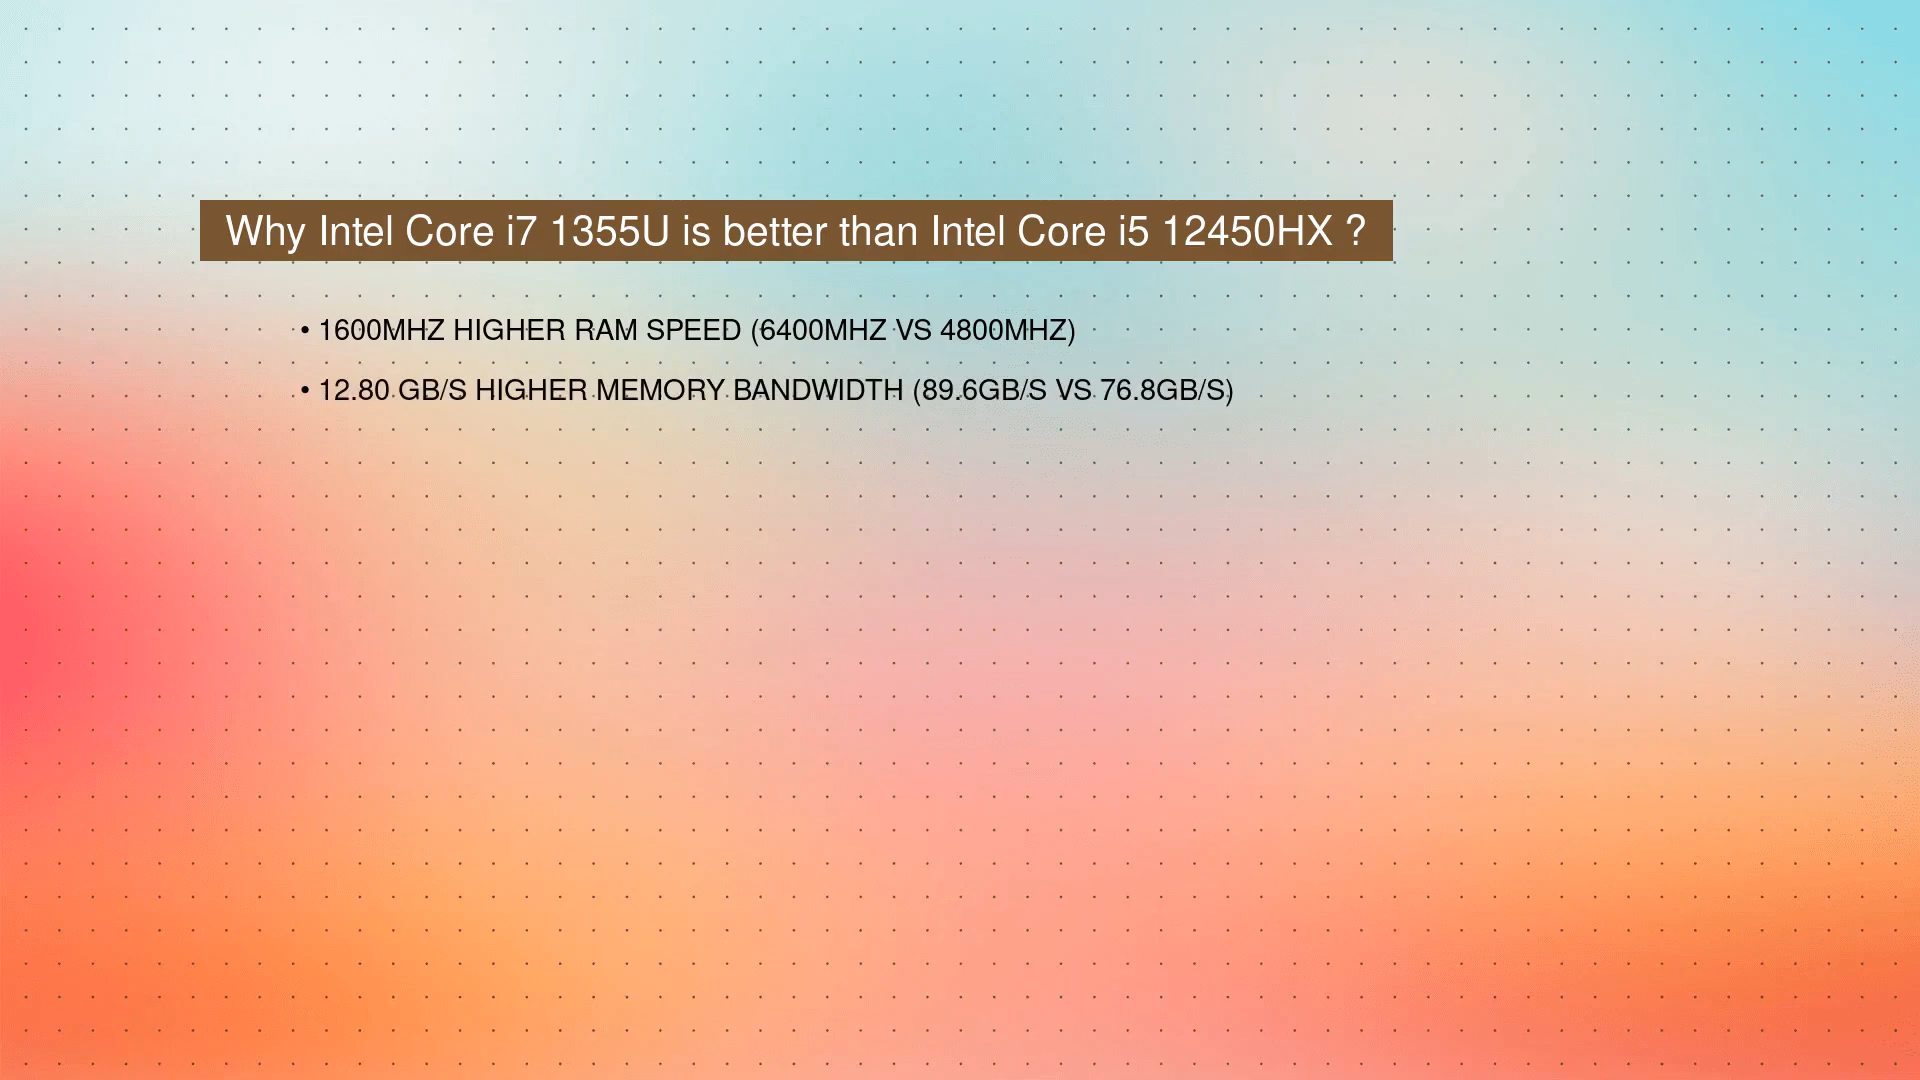 Why Intel Core i7 1355U is better than Intel Core i5 12450HX ?
• 1600MHZ HIGHER RAM SPEED (6400MHZ VS 4800MHZ)
• 12.80 GB/S HIGHER MEMORY BANDWIDTH (89.6GB/S VS 76.8GB/S)